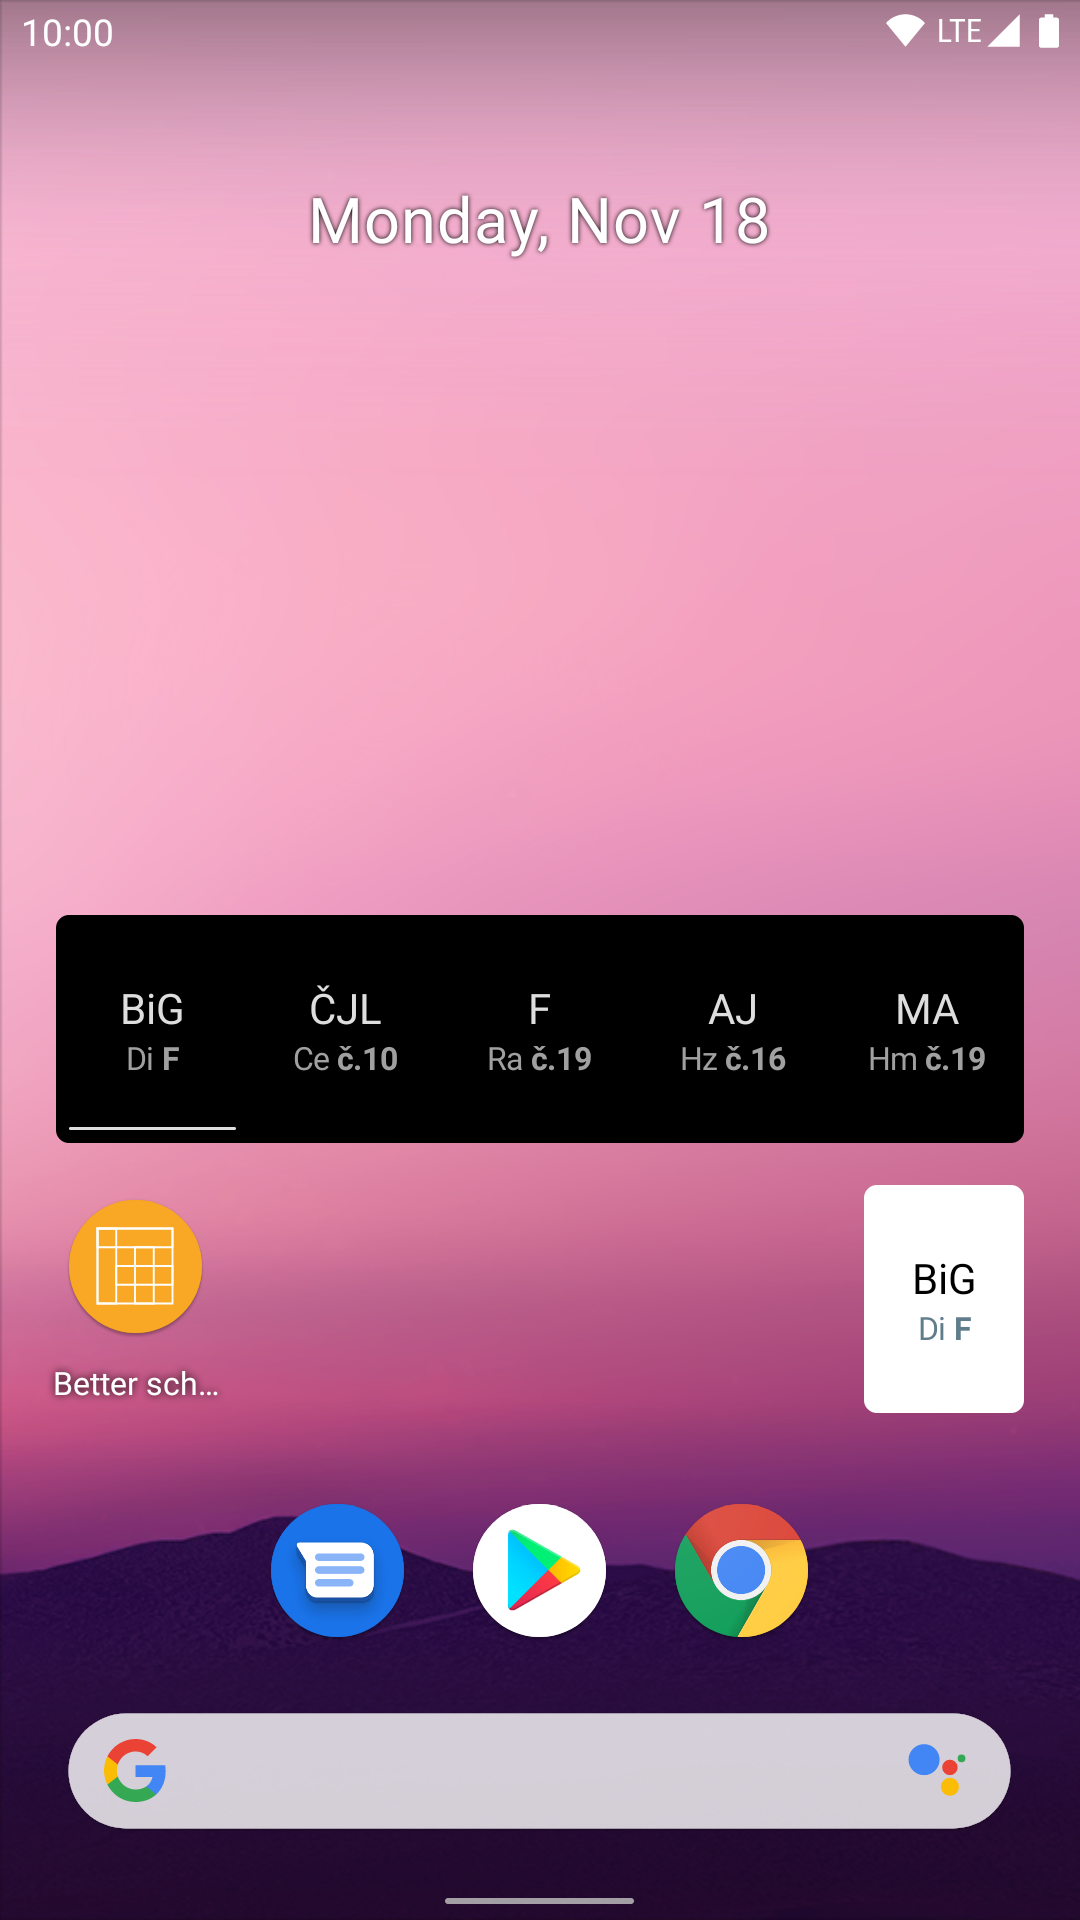 10:00 LTE
Monday, Nov 18
BiG ČJL F AJ MA
Di F Ce č.10 Ra č.19 Hz č.16 Hm č.19
BiG
Di F
Better sch...